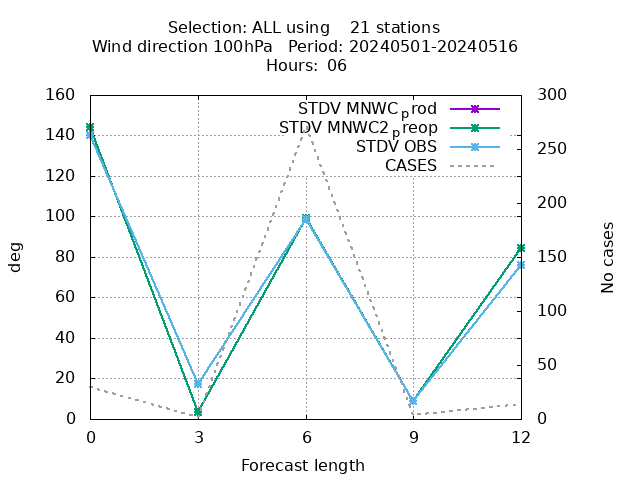 Selection: ALL using 21 stations
Wind direction 100hPa Period: 20240501-20240516
Hours: 06
STDV MNWC_prod
STDV MNWC2_preop
STDV OBS
CASES
deg
160
140
120
100
80
60
40
20
0
300
250
200
150
100
50
0
No cases
0 3 6 9 12
Forecast length